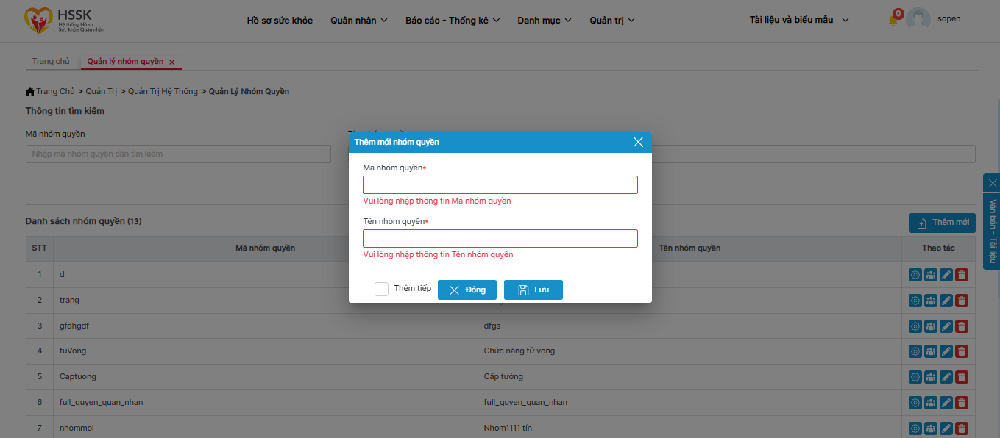 HSSK
Hệ thống Hồ sơ
Sức khỏe Quân nhân
Hồ sơ sức khỏe
Quân nhân
Báo cáo - Thống kê
Danh mục
Quản trị
Tài liệu và biểu mẫu
0
sopen
Trang chủ
Quản lý nhóm quyền ×
Trang Chủ > Quản Trị > Quản Trị Hệ Thống > Quản Lý Nhóm Quyền
Thông tin tìm kiếm
Mã nhóm quyền
Nhập mã nhóm quyền cần tìm kiếm
Thêm mới nhóm quyền
Mã nhóm quyền*
Vui lòng nhập thông tin Mã nhóm quyền
Tên nhóm quyền*
Vui lòng nhập thông tin Tên nhóm quyền
Thêm tiếp
Đóng
Lưu
Văn bản - Tài liệu
Danh sách nhóm quyền (13)
Thêm mới
STT Mã nhóm quyền Tên nhóm quyền Thao tác
1 d
2 trang
3 gfdhgdf dfgs
4 tuVong Chức năng tử vong
5 Captuong Cấp tướng
6 full_quyen_quan_nhan full_quyen_quan_nhan
7 nhommoi Nhom1111 tín